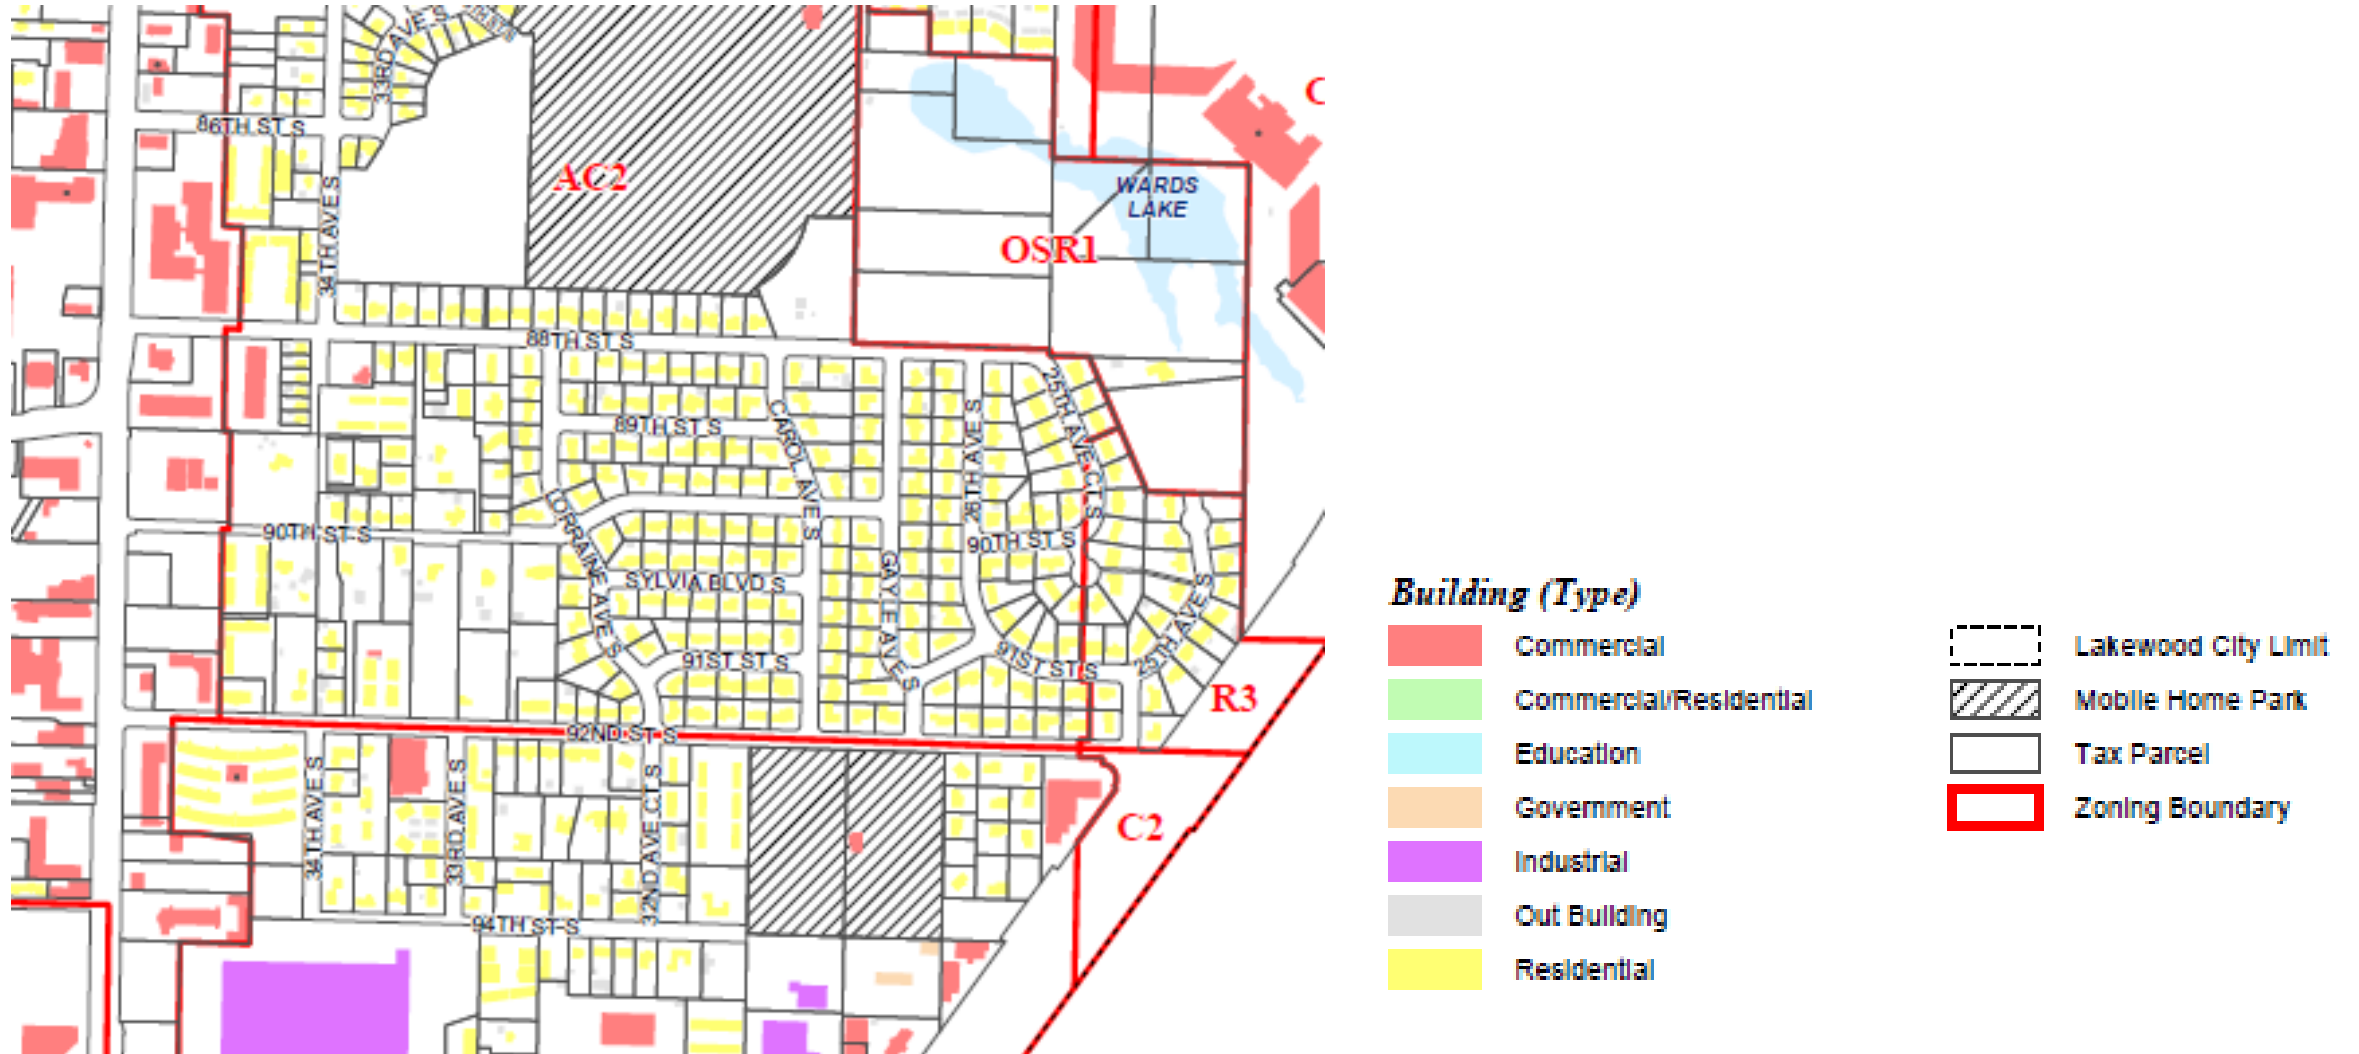 33RD AVE S
86TH ST S
34TH AVE S
AC2
C
WARDS
LAKE
OSR1
88TH ST S
89TH ST S
CAROL AVE S
26TH AVE S
25TH AVE CT S
LORRAINE AVE S
90TH ST S
90TH ST S
SYLVIA BLVD S
GAYLE AVE S
25TH AVE S
91ST ST S
91ST ST S
R3
92ND ST S
34TH AVE S
33RD AVE S
32ND AVE CT S
C2
94TH ST S
Building (Type)
Commercial
Commercial/Residential
Education
Government
Industrial
Out Building
Residential
Lakewood City Limit
Mobile Home Park
Tax Parcel
Zoning Boundary